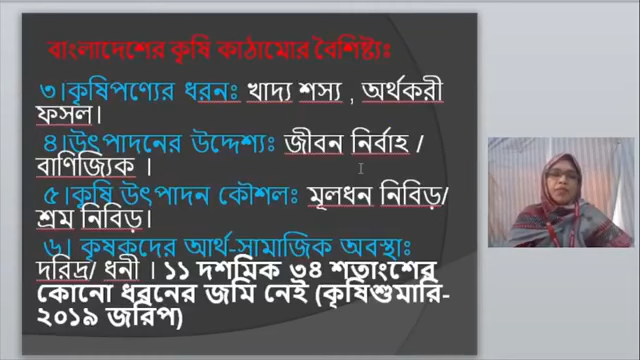 বাংলাদেশের কৃষি কাঠামোর বৈশিষ্ট্যঃ
৩।কৃষিপণ্যের ধরনঃ খাদ্য শস্য , অর্থকরী
ফসল।
৪।উৎপাদনের উদ্দেশ্যঃ জীবন নির্বাহ /
বাণিজ্যিক ।
৫।কৃষি উৎপাদন কৌশলঃ মূলধন নিবিড়/
শ্রম নিবিড়।
৬। কৃষকদের আর্থ-সামাজিক অবস্থাঃ
দরিদ্র/ ধনী । ১১ দশমিক ৩৪ শতাংশের
কোনো ধরনের জমি নেই (কৃষিশুমারি-
২০১৯ জরিপ)